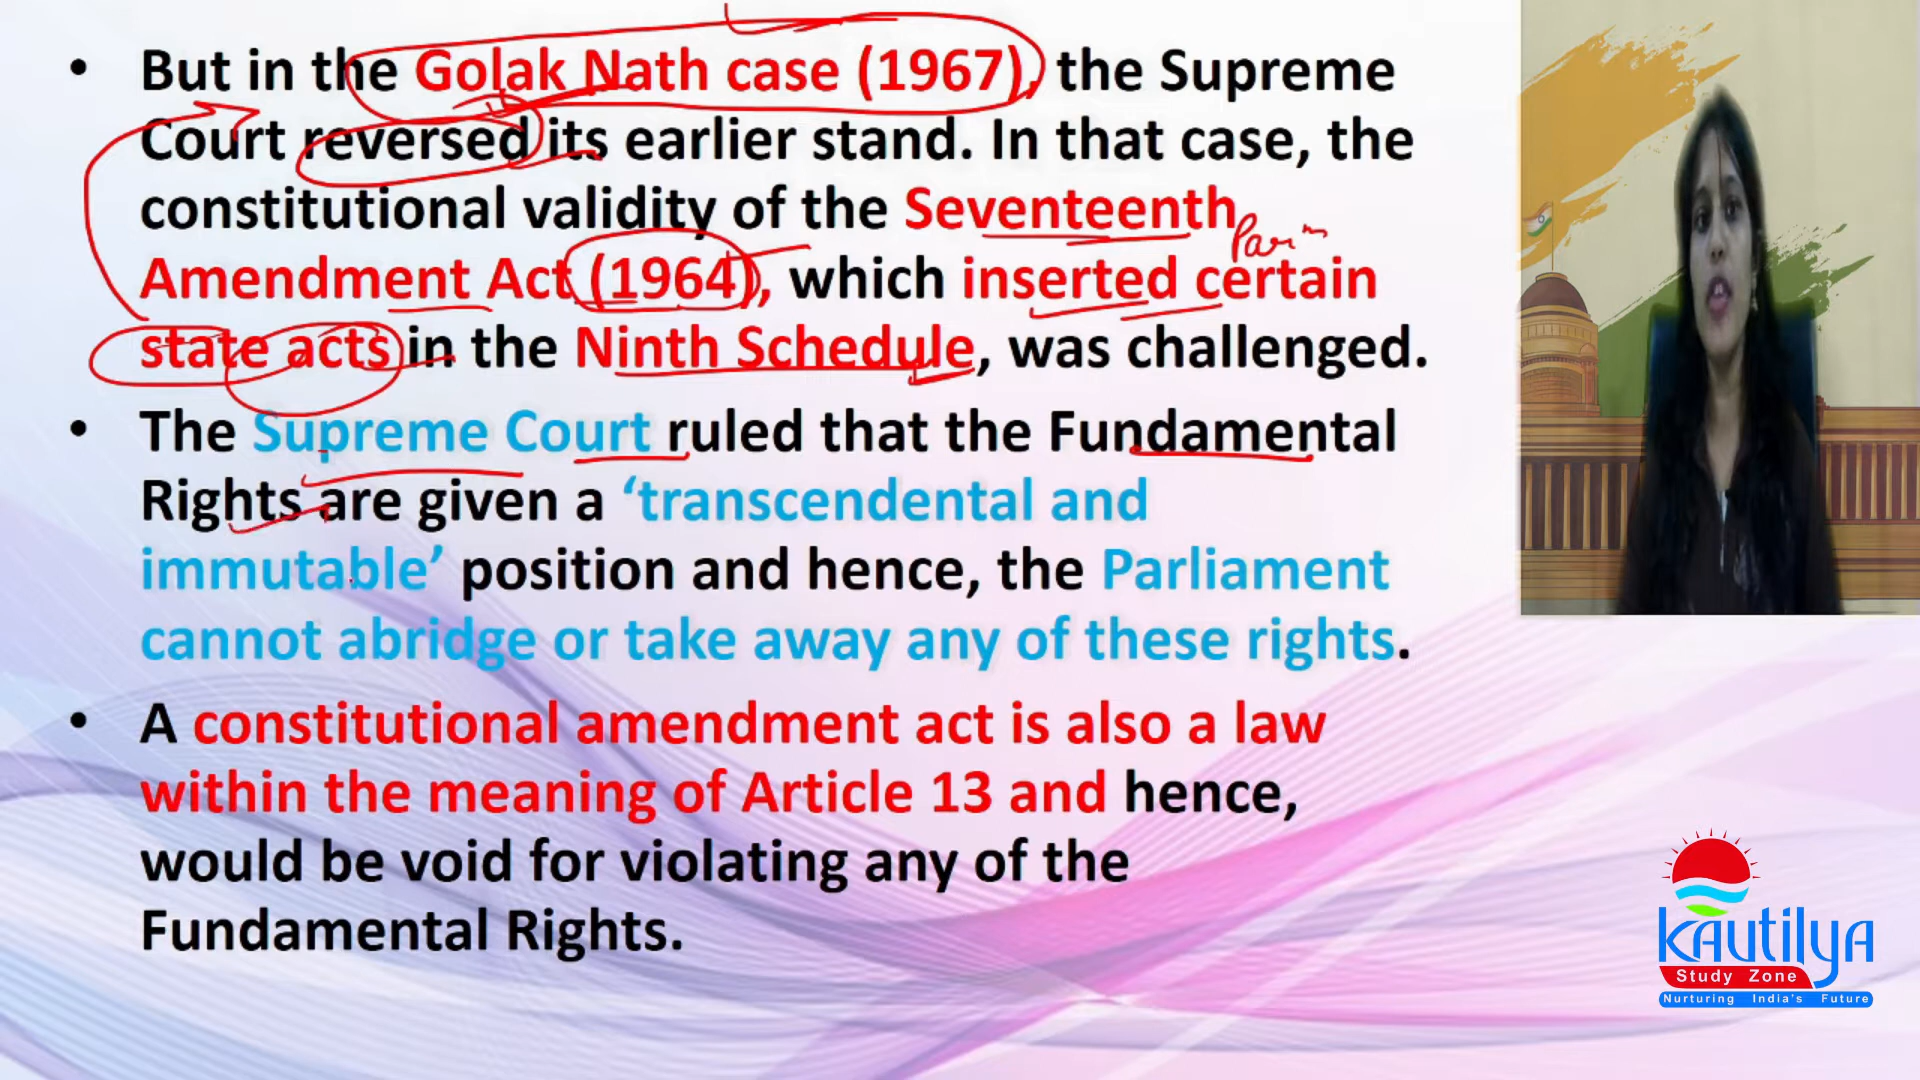 • But in the Golak Nath case (1967), the Supreme
Court reversed its earlier stand. In that case, the
constitutional validity of the Seventeenth
Amendment Act (1964), which inserted certain
state acts in the Ninth Schedule, was challenged.
• The Supreme Court ruled that the Fundamental
Rights are given a ‘transcendental and
immutable’ position and hence, the Parliament
cannot abridge or take away any of these rights.
• A constitutional amendment act is also a law
within the meaning of Article 13 and hence,
would be void for violating any of the
Fundamental Rights.
kautilya
Study Zone
Nurturing India's Future